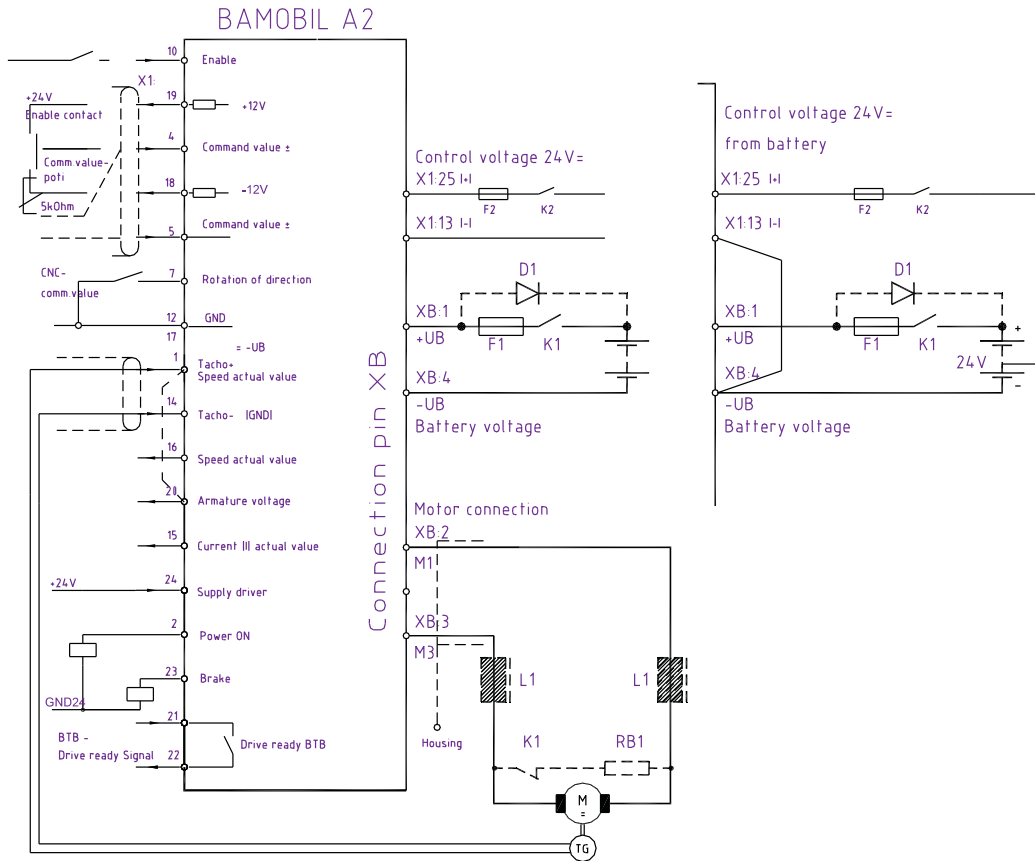 BAMOBIL A2
10
Enable
X1:
+24V
Enable contact
19
+12V
4
Command value ±
Comm.value-
poti
18
-12V
5kOhm
Command value ±
5
CNC-
comm.value
7
Rotation of direction
12
GND
17
= -UB
1
Tacho+
Speed actual value
14
Tacho- |GND|
16
Speed actual value
20
Armature voltage
15
Current |I| actual value
+24V
24
Supply driver
2
Power ON
23
Brake
GND24
21
BTB -
Drive ready Signal
Drive ready BTB
22
Connection pin XB
Control voltage 24V=
X1:25 |+|
F2
K2
X1:13 |-|
D1
XB:1
+UB
F1
K1
XB:4
-UB
Battery voltage
Motor connection
XB:2
M1
XB:3
M3
L1
L1
Housing
K1
RB1
M
=
TG
Control voltage 24V=
from battery
X1:25 |+|
F2
K2
X1:13 |-|
D1
XB:1
+UB
F1
K1
+
24V
-
XB:4
-UB
Battery voltage